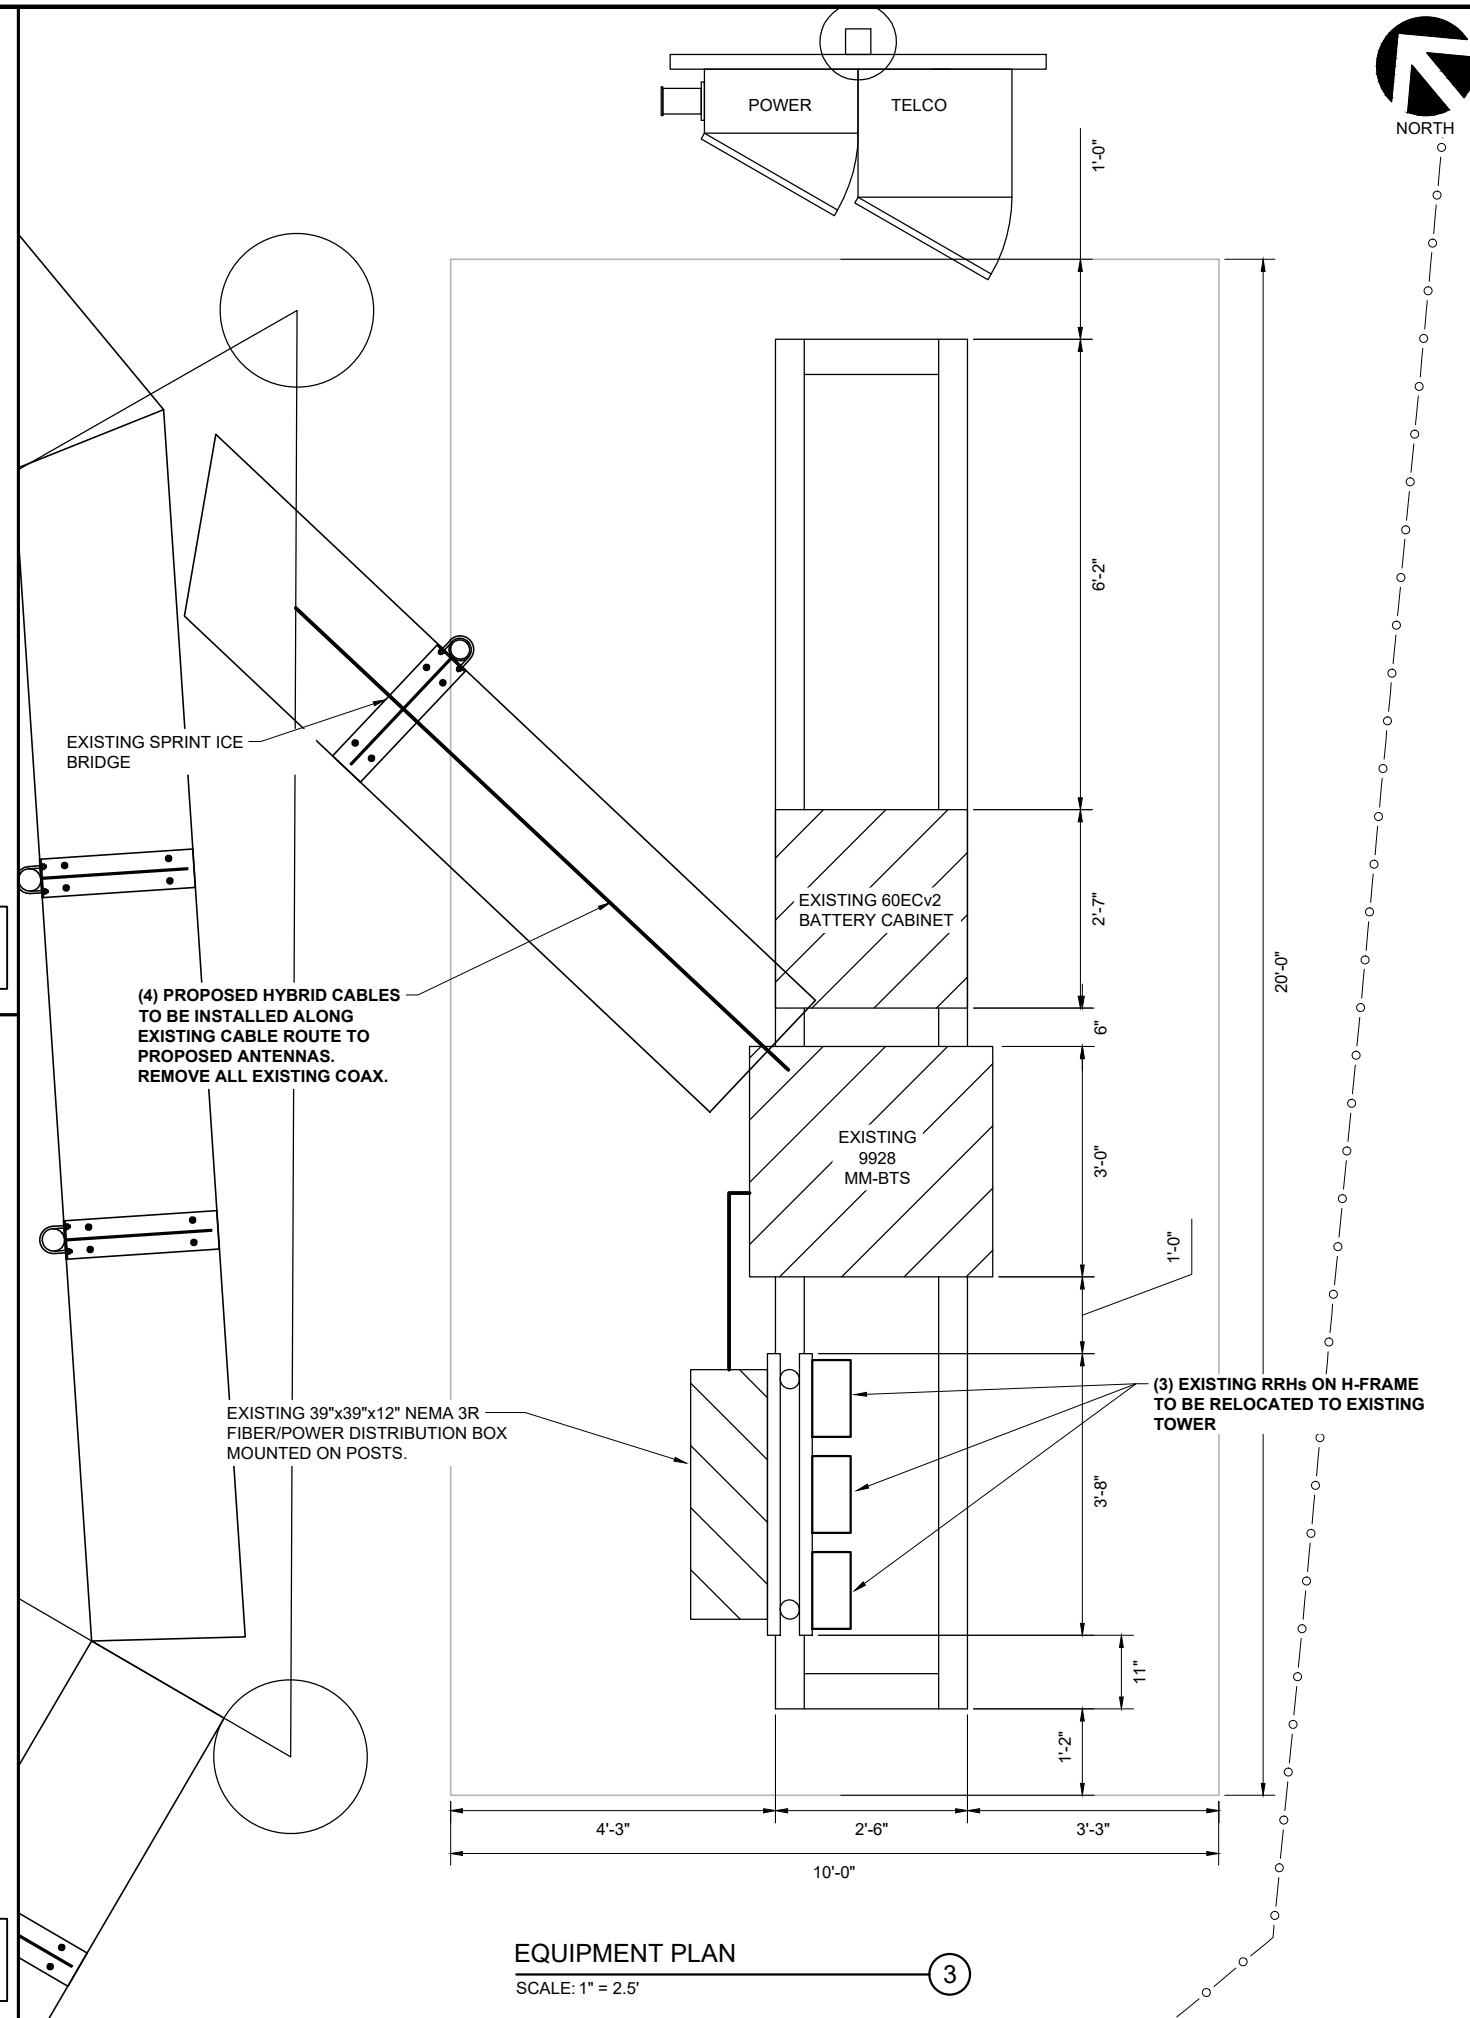 POWER
TELCO
NORTH
1'-0"
6'-2"
EXISTING SPRINT ICE
BRIDGE
EXISTING 60ECv2
BATTERY CABINET
2'-7"
20'-0"
(4) PROPOSED HYBRID CABLES
TO BE INSTALLED ALONG
EXISTING CABLE ROUTE TO
PROPOSED ANTENNAS.
REMOVE ALL EXISTING COAX.
6"
EXISTING
9928
MM-BTS
3'-0"
1'-0"
(3) EXISTING RRHs ON H-FRAME
TO BE RELOCATED TO EXISTING
TOWER
EXISTING 39"x39"x12" NEMA 3R
FIBER/POWER DISTRIBUTION BOX
MOUNTED ON POSTS.
3'-8"
11"
1'-2"
4'-3"
2'-6"
3'-3"
10'-0"
EQUIPMENT PLAN
3
SCALE: 1" = 2.5'